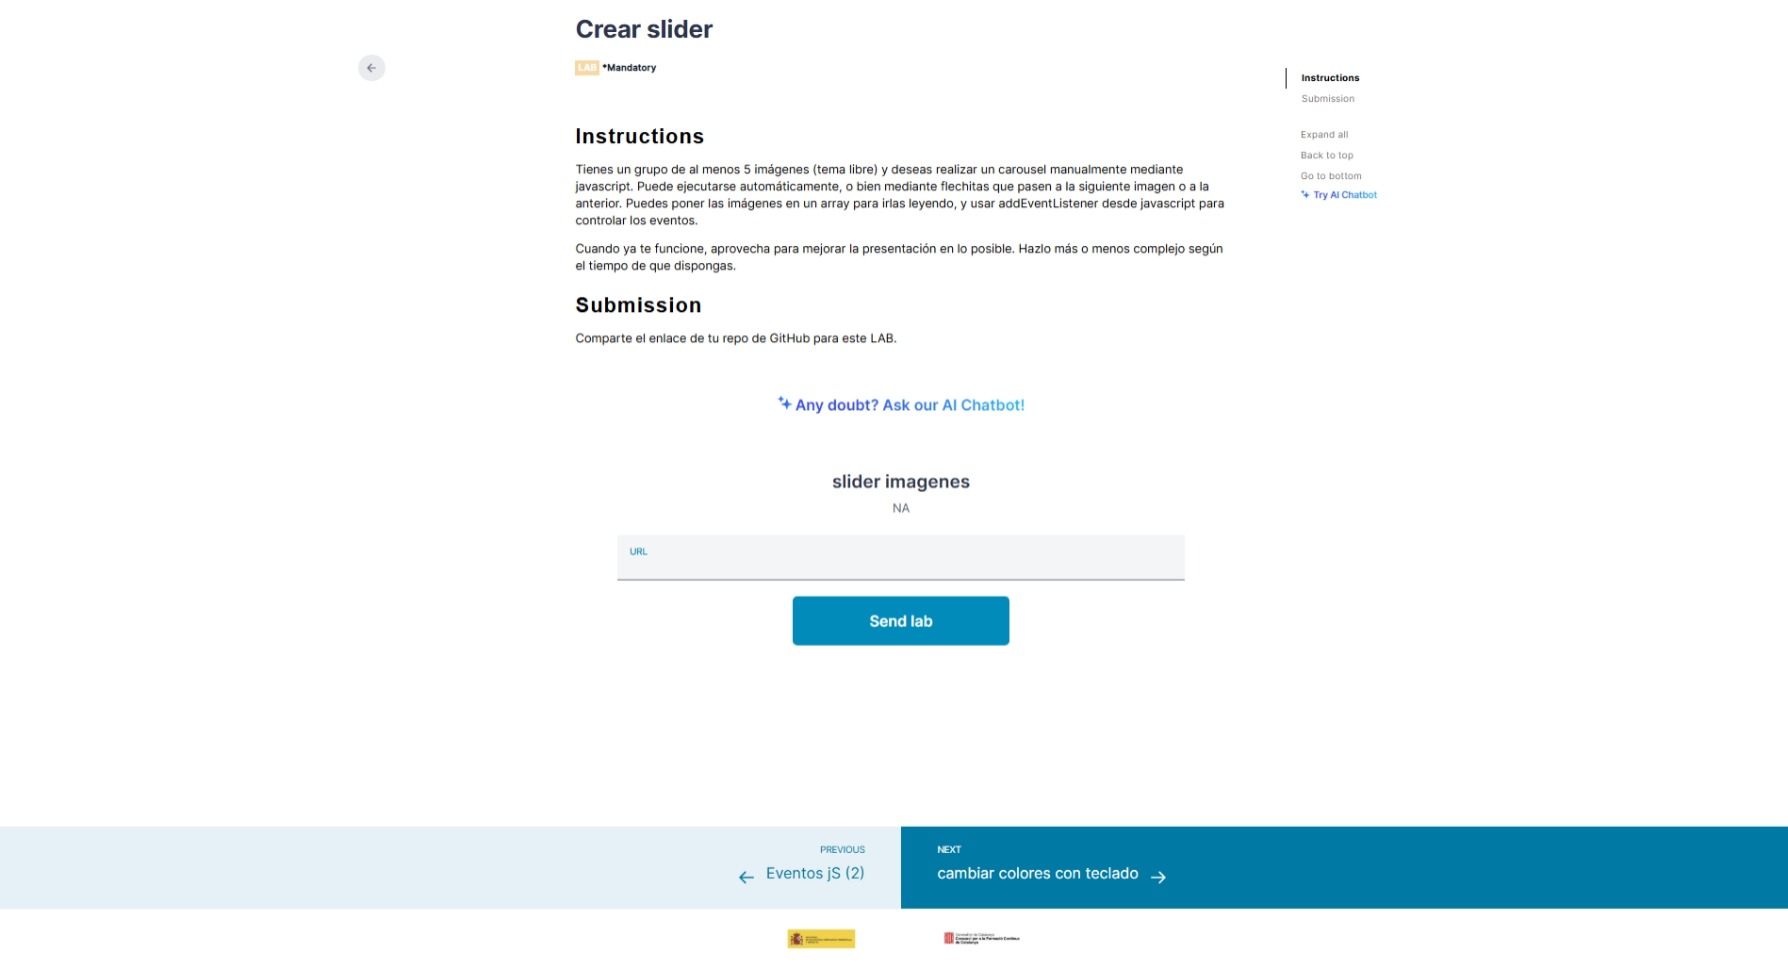 Crear slider
LAB *Mandatory
Instructions
Submission
Expand all
Back to top
Go to bottom
Try AI Chatbot
Instructions
Tienes un grupo de al menos 5 imágenes (tema libre) y deseas realizar un carousel manualmente mediante
javascript. Puede ejecutarse automáticamente, o bien mediante flechitas que pasen a la siguiente imagen o a la
anterior. Puedes poner las imágenes en un array para irlas leyendo, y usar addEventListener desde javascript para
controlar los eventos.
Cuando ya te funcione, aprovecha para mejorar la presentación en lo posible. Hazlo más o menos complejo según
el tiempo de que dispongas.
Submission
Comparte el enlace de tu repo de GitHub para este LAB.
Any doubt? Ask our AI Chatbot!
slider imagenes
NA
URL
Send lab
PREVIOUS
Eventos jS (2)
NEXT
cambiar colores con teclado